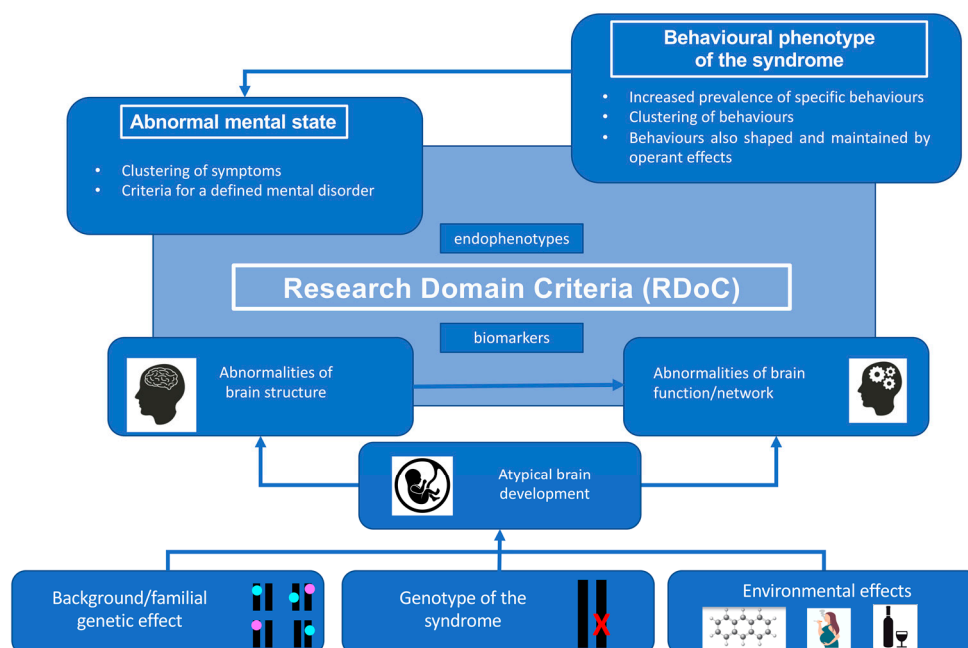 Behavioural phenotype
of the syndrome
• Increased prevalence of specific behaviours
• Clustering of behaviours
• Behaviours also shaped and maintained by
operant effects
Abnormal mental state
• Clustering of symptoms
• Criteria for a defined mental disorder
endophenotypes
Research Domain Criteria (RDoC)
biomarkers
Abnormalities of
brain structure
Abnormalities of brain
function/network
Atypical brain
development
Background/familial
genetic effect
Genotype of the
syndrome
Environmental effects